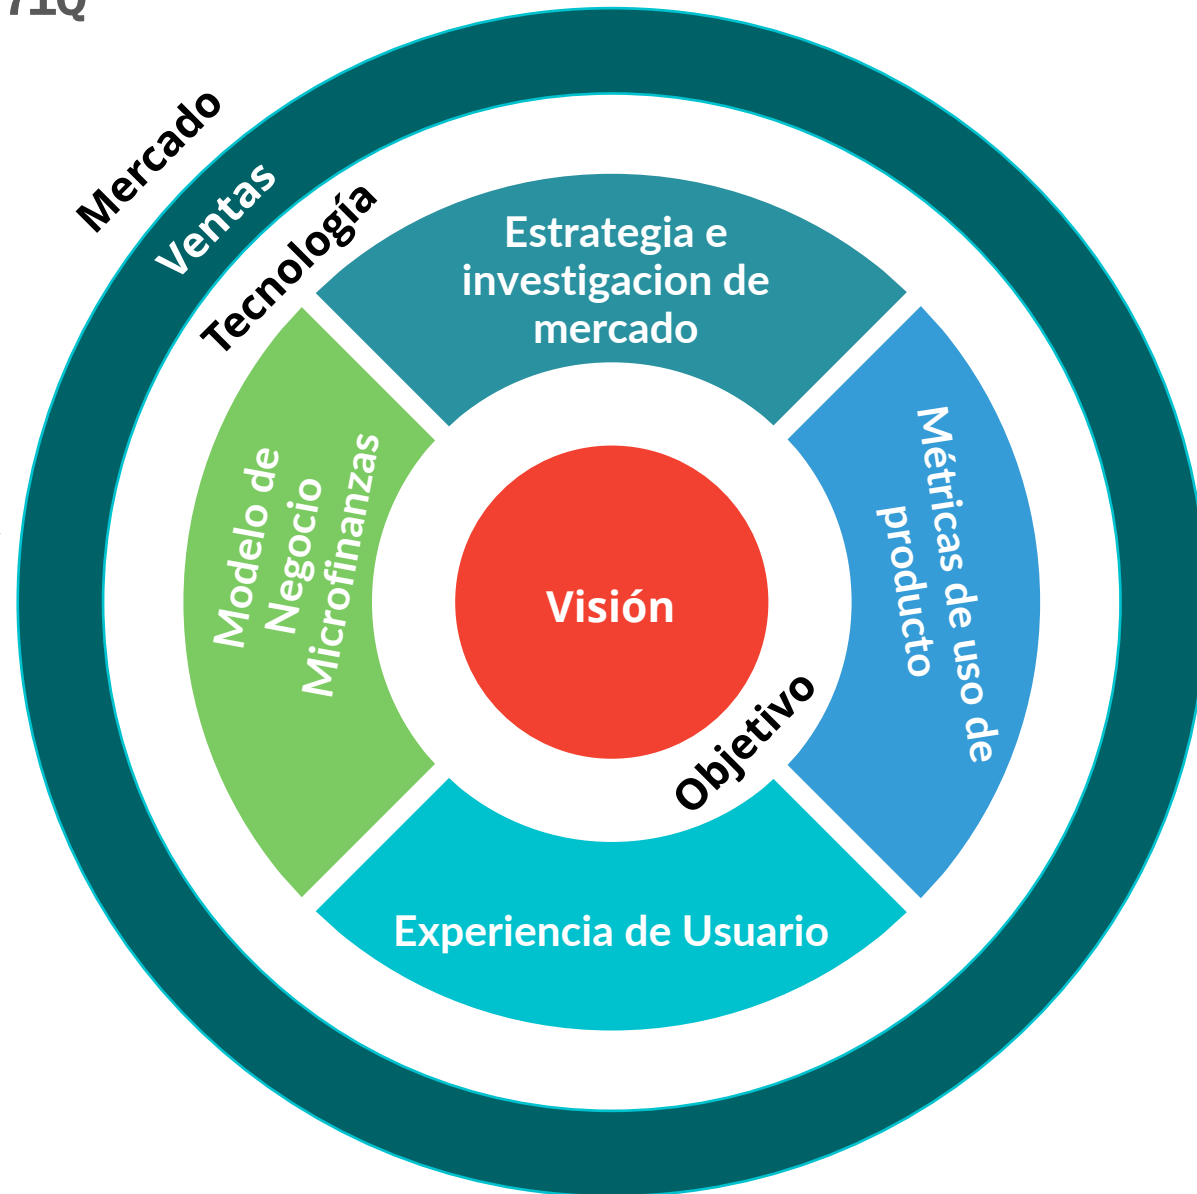 Mercado
Ventas
Tecnología
Estrategia e
investigacion de
mercado
Modelo de
Negocio
Microfinanzas
Visión
Métricas de uso de
producto
Objetivo
Experiencia de Usuario